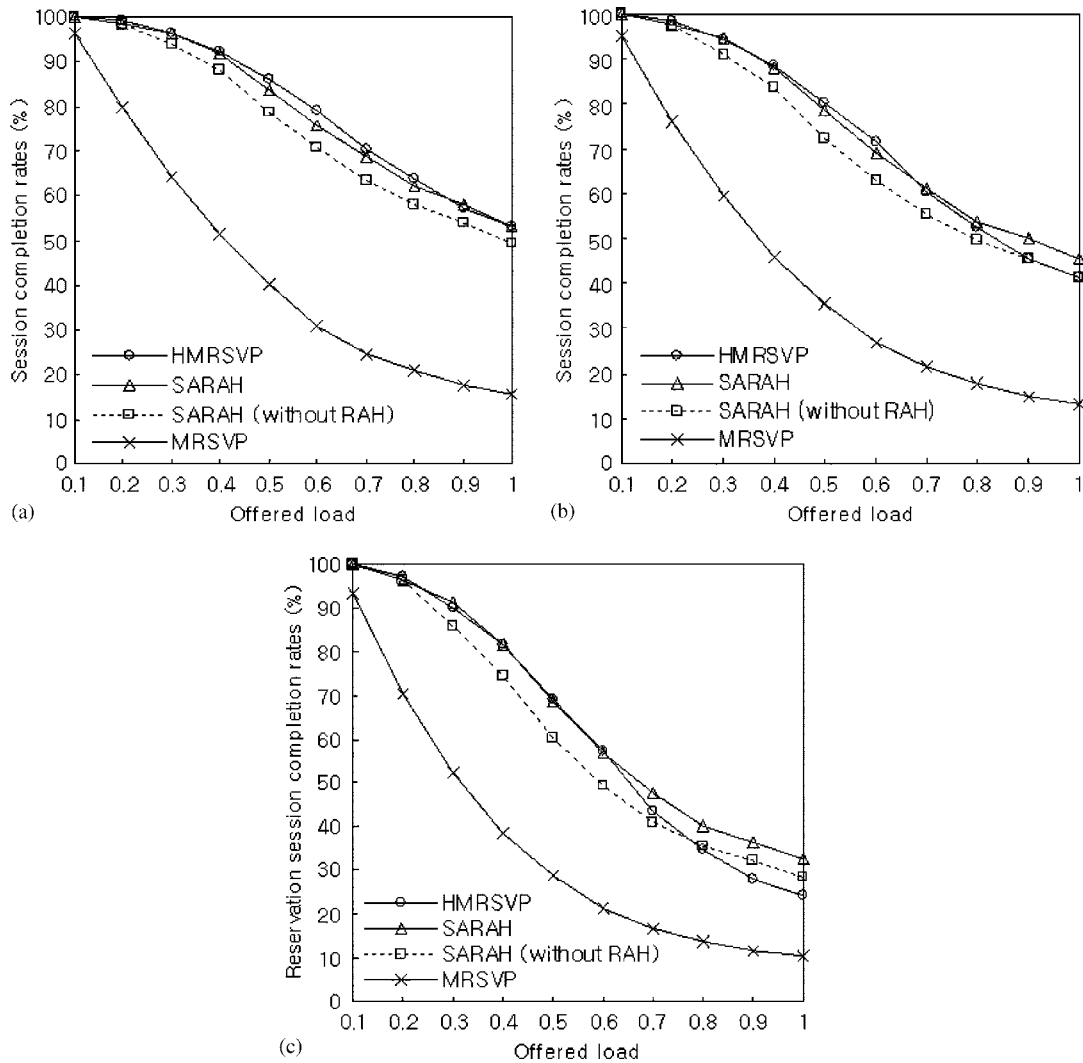 100
90
80
70
60
50
40
30
20
10
0
Session completion rates (%)
HMRSVP
SARAH
SARAH (without RAH)
MRSVP
0.1 0.2 0.3 0.4 0.5 0.6 0.7 0.8 0.9 1
(a)
Offered load
100
90
80
70
60
50
40
30
20
10
0
Session completion rates (%)
HMRSVP
SARAH
SARAH (without RAH)
MRSVP
0.1 0.2 0.3 0.4 0.5 0.6 0.7 0.8 0.9 1
(b)
Offered load
100
90
80
70
60
50
40
30
20
10
0
Reservation session completion rates (%)
HMRSVP
SARAH
SARAH (without RAH)
MRSVP
0.1 0.2 0.3 0.4 0.5 0.6 0.7 0.8 0.9 1
(c)
Offered load